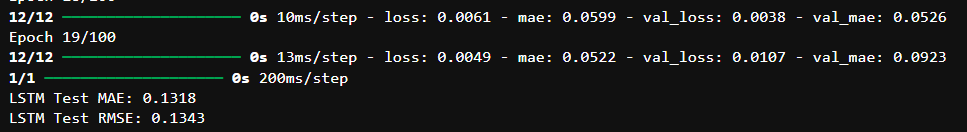 12/12 ━━━━━━━━━━━━━━━━━━━━ 0s 10ms/step - loss: 0.0061 - mae: 0.0599 - val_loss: 0.0038 - val_mae: 0.0526
Epoch 19/100
12/12 ━━━━━━━━━━━━━━━━━━━━ 0s 13ms/step - loss: 0.0049 - mae: 0.0522 - val_loss: 0.0107 - val_mae: 0.0923
1/1 ━━━━━━━━━━━━━━━━━━━━ 0s 200ms/step
LSTM Test MAE: 0.1318
LSTM Test RMSE: 0.1343